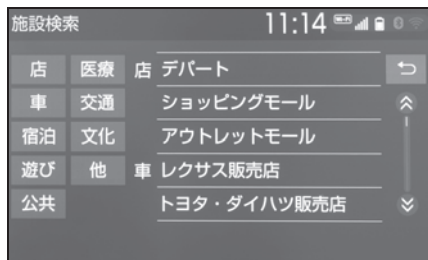 施設検索 11:14 Wi-Fi 0
店 医療 店 デパート
車 交通 ショッピングモール
宿泊 文化 アウトレットモール
遊び 他 車 レクサス販売店
公共 トヨタ・ダイハツ販売店